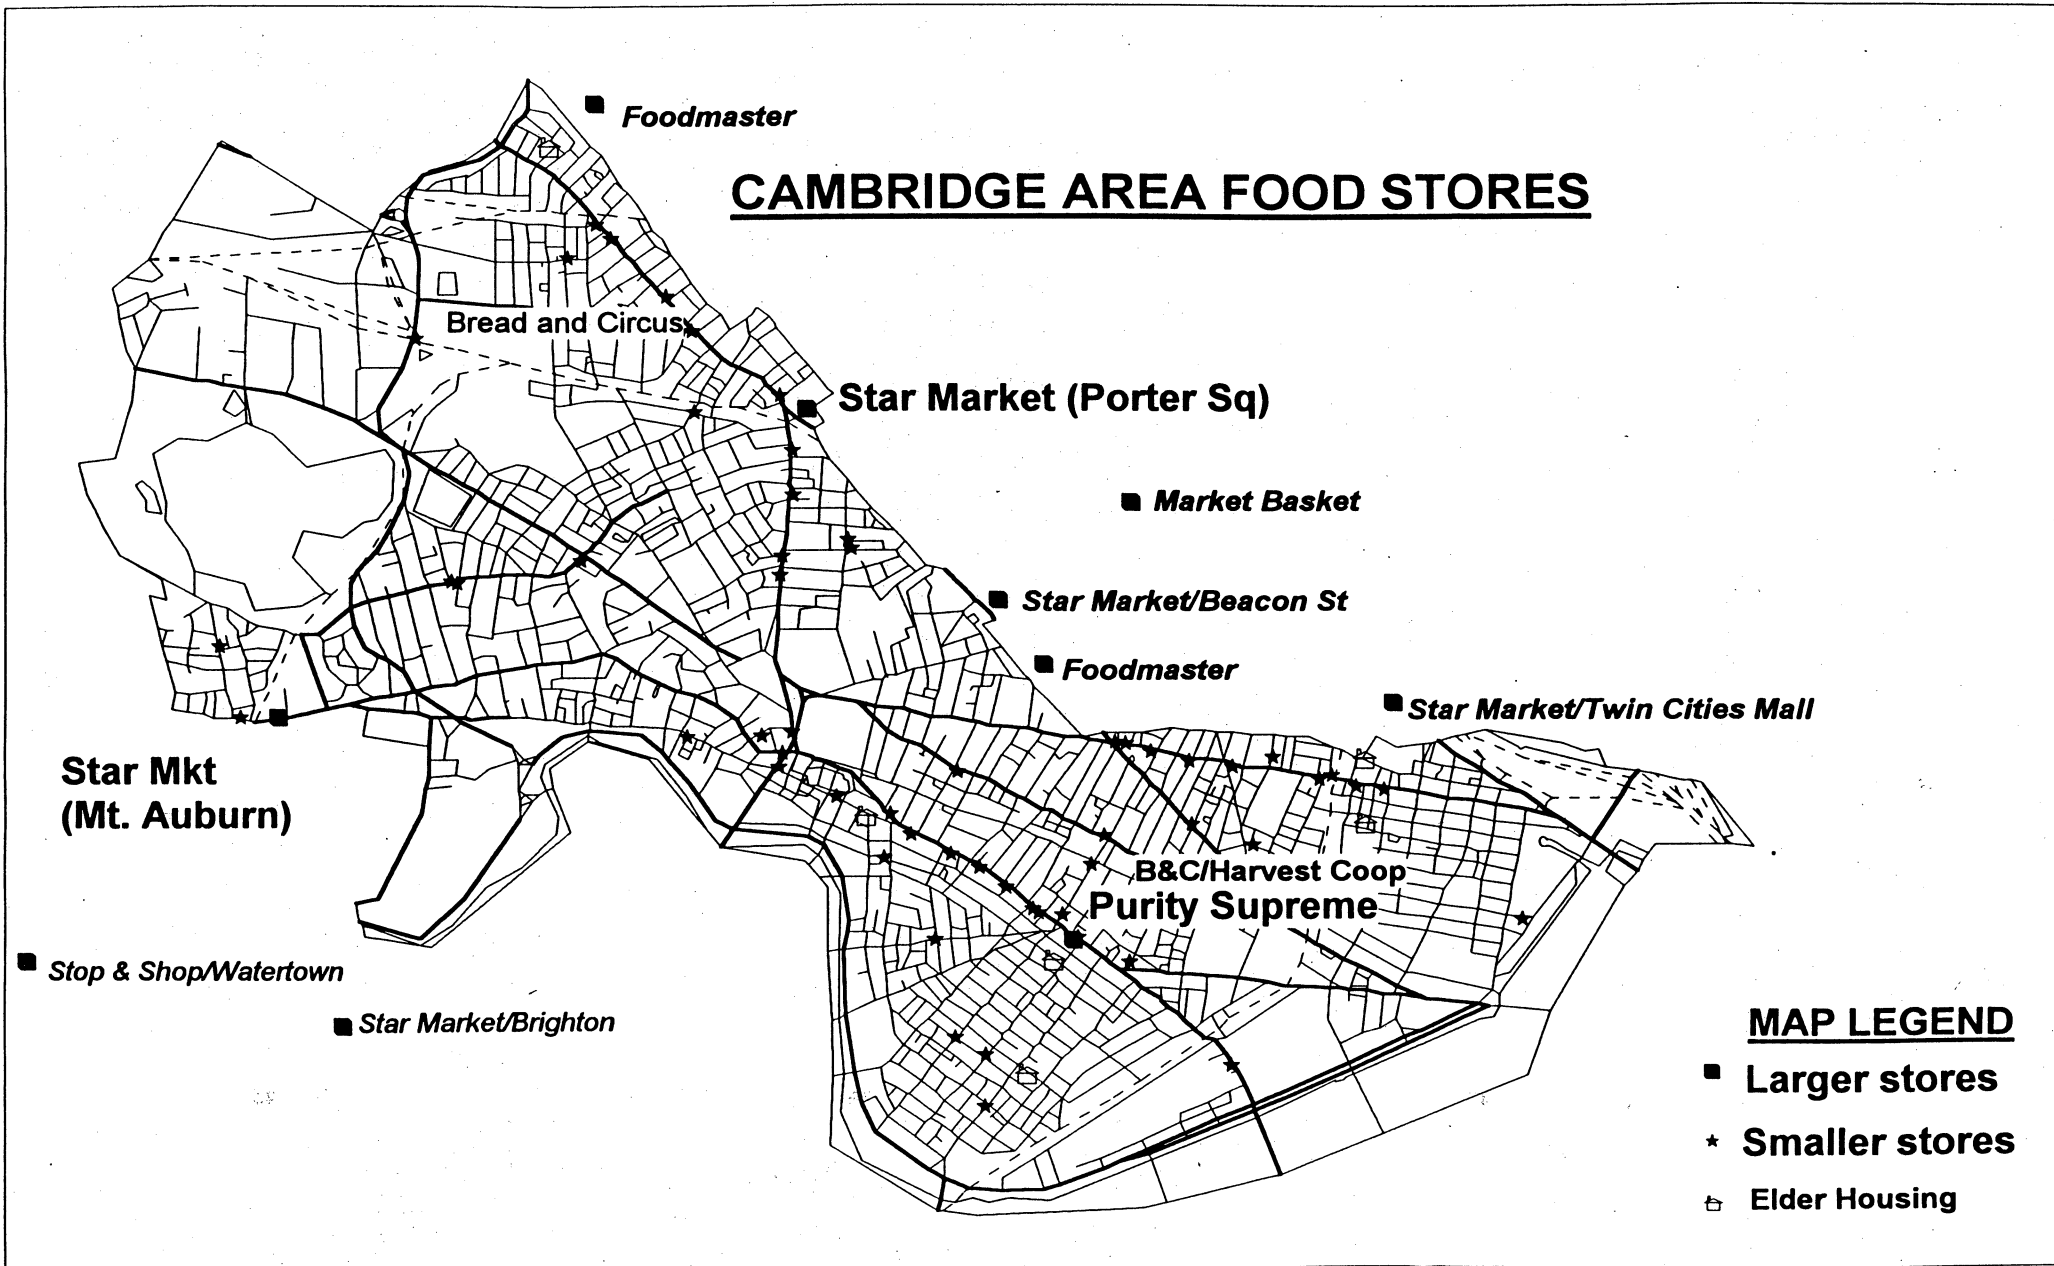 Foodmaster
CAMBRIDGE AREA FOOD STORES
Bread and Circus
Star Market (Porter Sq)
Market Basket
Star Market/Beacon St
Foodmaster
Star Market/Twin Cities Mall
Star Mkt
(Mt. Auburn)
B&C/Harvest Coop
Purity Supreme
Stop & Shop/Watertown
Star Market/Brighton
MAP LEGEND
Larger stores
Smaller stores
Elder Housing